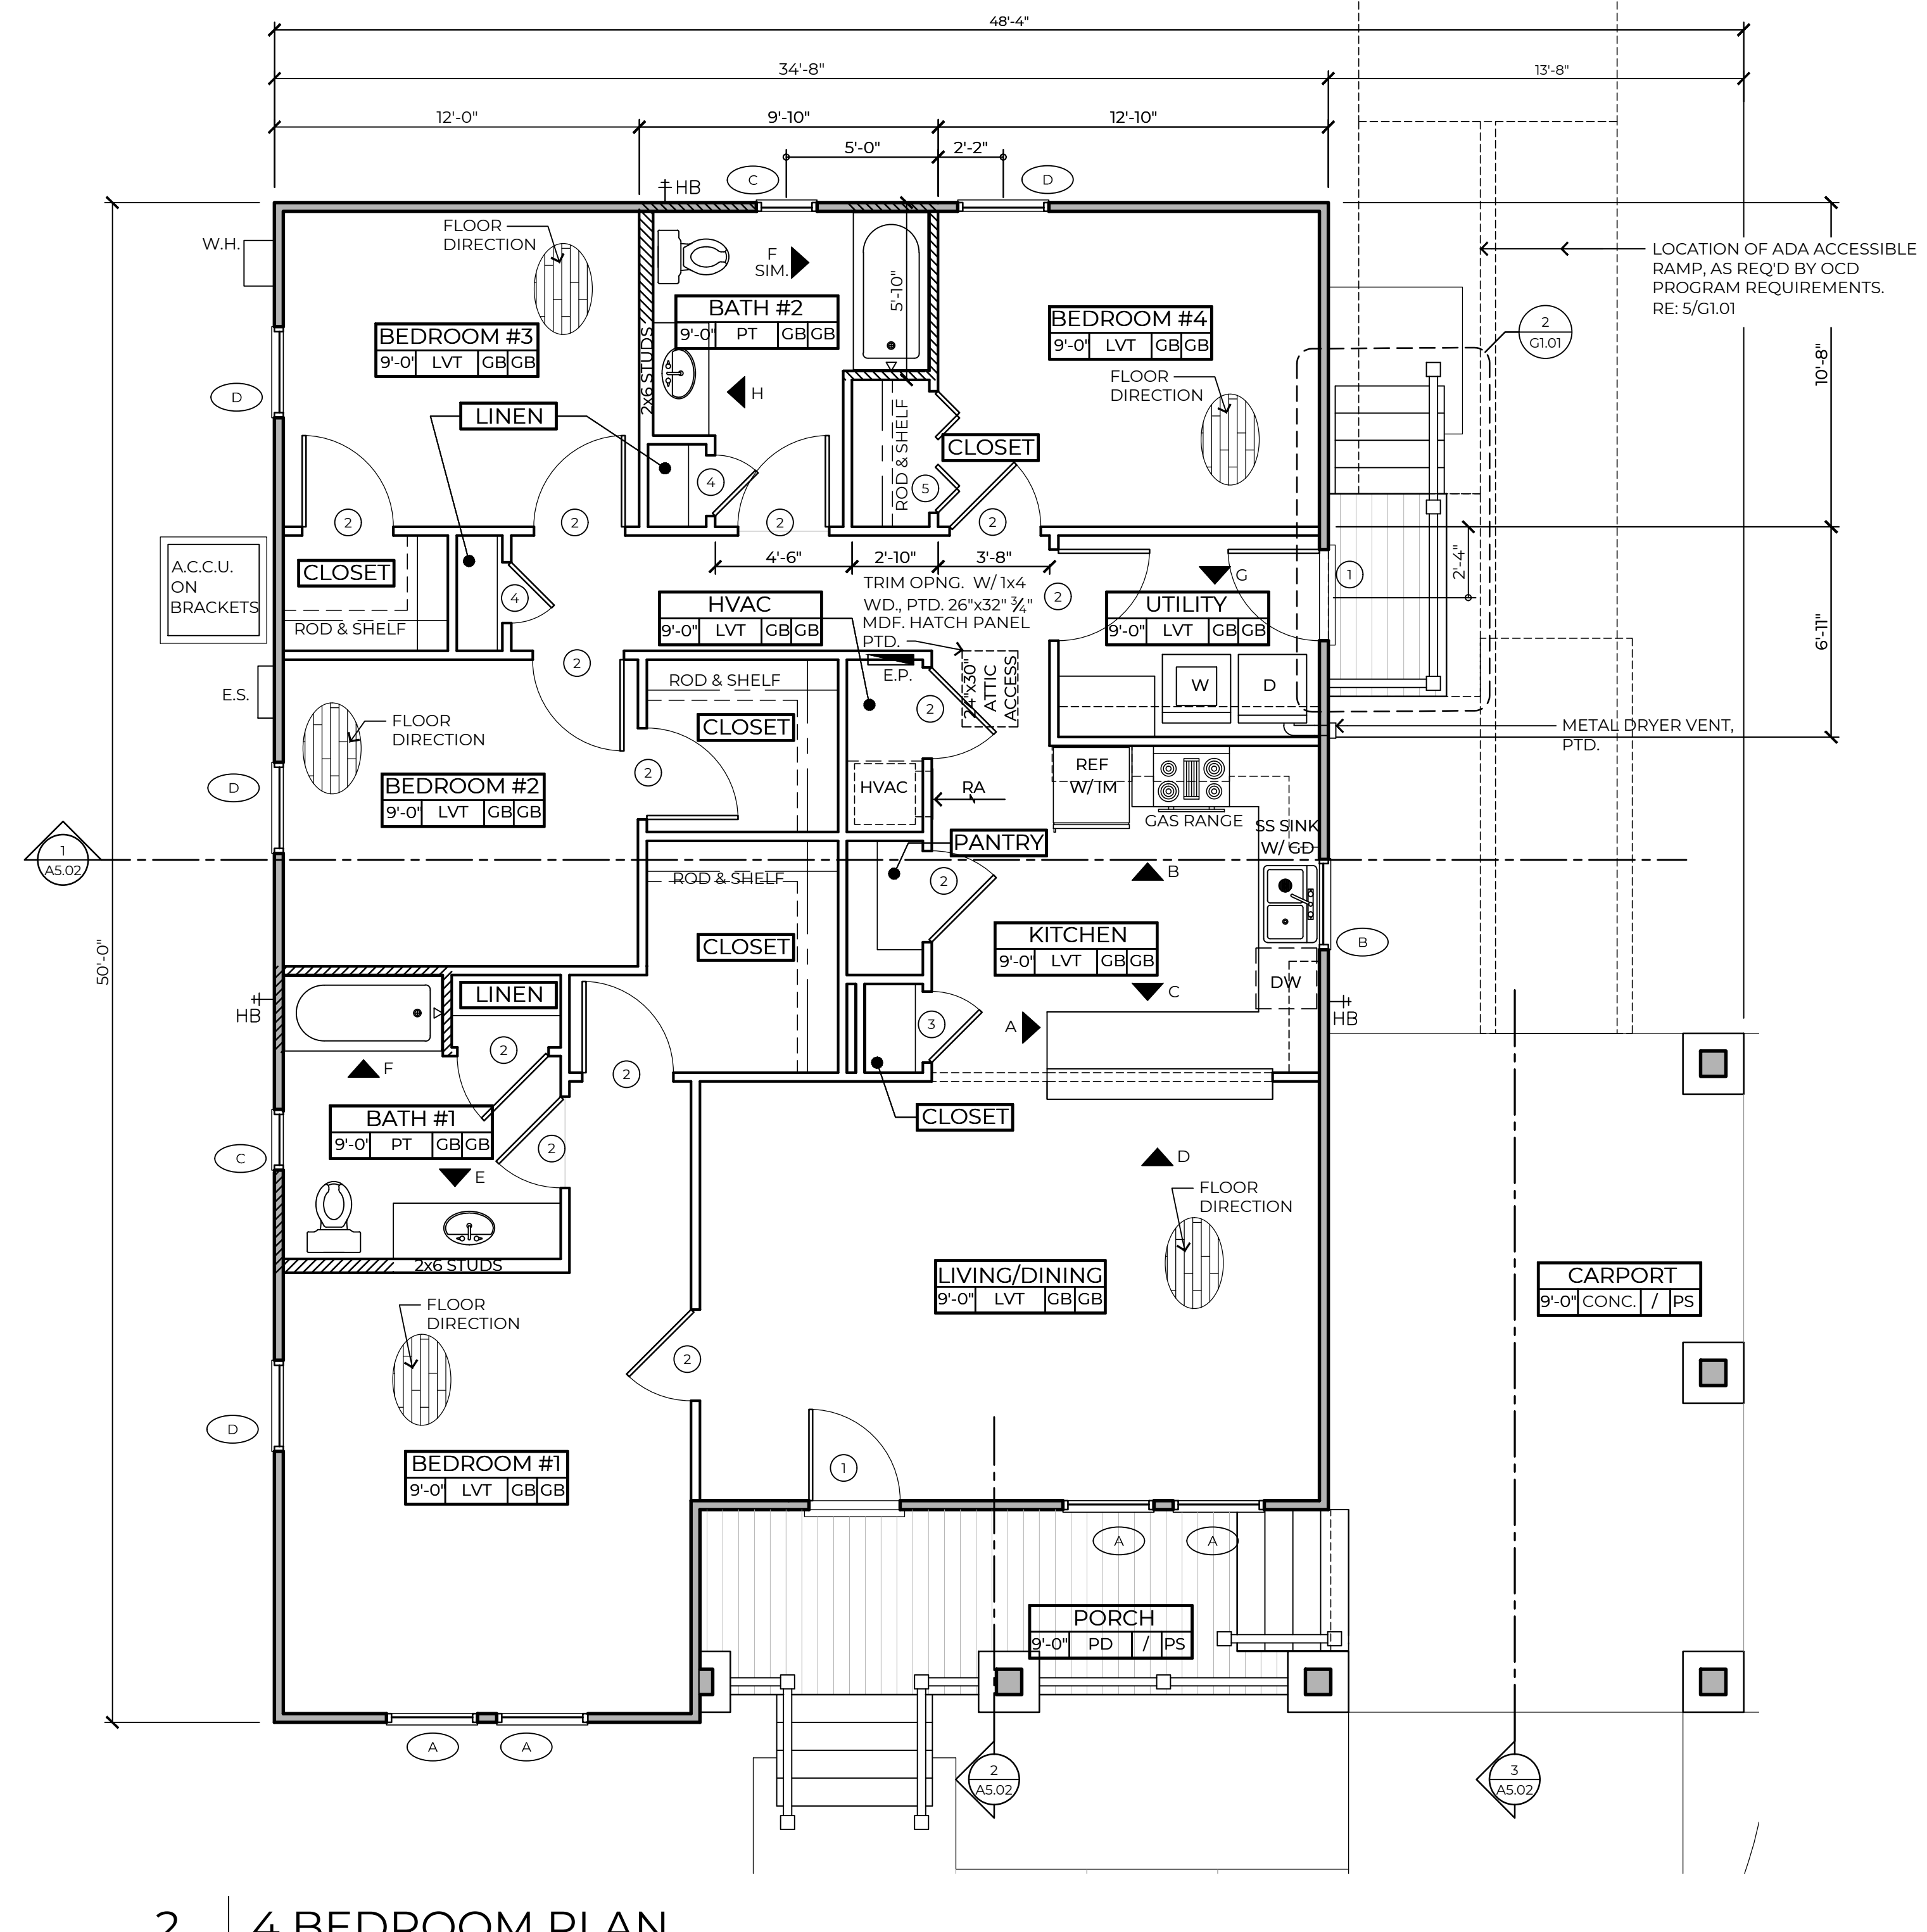 48'-4"
34'-8"
13'-8"
12'-0"
9'-10"
12'-10"
5'-0"
2'-2"
HB
C
D
FLOOR
DIRECTION
W.H.
F
SIM.
5'-10"
LOCATION OF ADA ACCESSIBLE
RAMP, AS REQ'D BY OCD
PROGRAM REQUIREMENTS.
RE: 5/G1.01
2
G1.01
BEDROOM #3
9'-0" LVT GB GB
BATH #2
9'-0" PT GB GB
BEDROOM #4
9'-0" LVT GB GB
2x6 STUDS
10'-8"
D
H
FLOOR
DIRECTION
LINEN
ROD & SHELF
CLOSET
4
5
2
2
2
2
A.C.C.U.
ON
BRACKETS
CLOSET
ROD & SHELF
4
4'-6"
2'-10"
3'-8"
TRIM OPNG. W/ 1x4
WD., PTD. 26"x32" ¾"
MDF. HATCH PANEL
PTD.
2
G
1
2'-4"
HVAC
9'-0" LVT GB GB
UTILITY
9'-0" LVT GB GB
6'-11"
2
E.P.
24"x30"
ATTIC
ACCESS
W
D
E.S.
ROD & SHELF
CLOSET
2
FLOOR
DIRECTION
METAL DRYER VENT,
PTD.
D
BEDROOM #2
9'-0" LVT GB GB
2
HVAC
RA
REF
W/ IM
GAS RANGE
SS SINK
W/ GD
PANTRY
1
A5.02
ROD & SHELF
2
B
CLOSET
KITCHEN
9'-0" LVT GB GB
B
50'-0"
DW
C
LINEN
HB
HB
A
3
2
F
2
CLOSET
BATH #1
9'-0" PT GB GB
2
C
E
D
FLOOR
DIRECTION
2x6 STUDS
LIVING/DINING
9'-0" LVT GB GB
CARPORT
9'-0" CONC. / PS
FLOOR
DIRECTION
2
D
BEDROOM #1
9'-0" LVT GB GB
1
A
A
PORCH
9'-0" PD / PS
A
A
2
A5.02
3
A5.02
2
4 BEDROOM PLAN